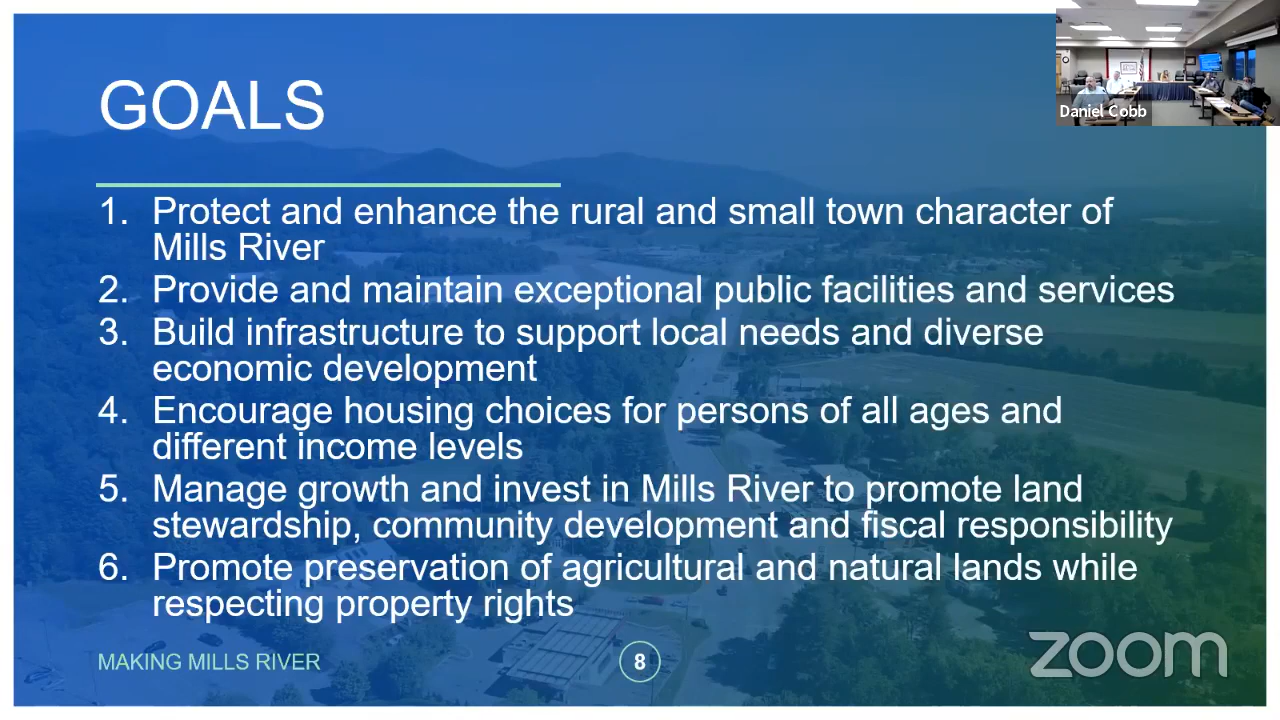 GOALS
Daniel Cobb
1. Protect and enhance the rural and small town character of
Mills River
2. Provide and maintain exceptional public facilities and services
3. Build infrastructure to support local needs and diverse
economic development
4. Encourage housing choices for persons of all ages and
different income levels
5. Manage growth and invest in Mills River to promote land
stewardship, community development and fiscal responsibility
6. Promote preservation of agricultural and natural lands while
respecting property rights
MAKING MILLS RIVER
8
zoom